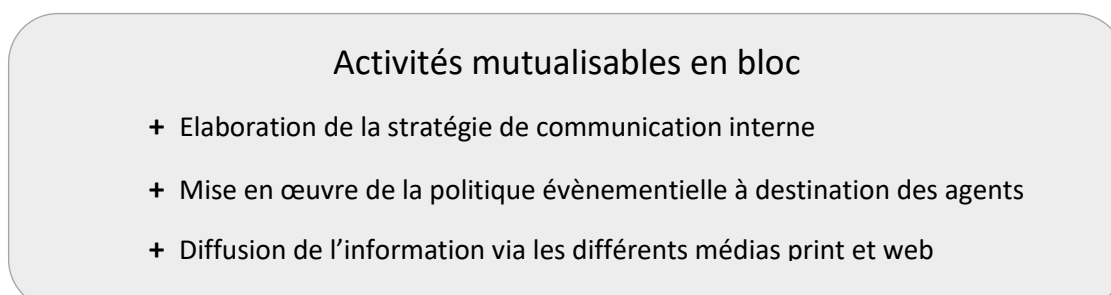 Activités mutualisables en bloc
+ Elaboration de la stratégie de communication interne
+ Mise en œuvre de la politique évènementielle à destination des agents
+ Diffusion de l’information via les différents médias print et web